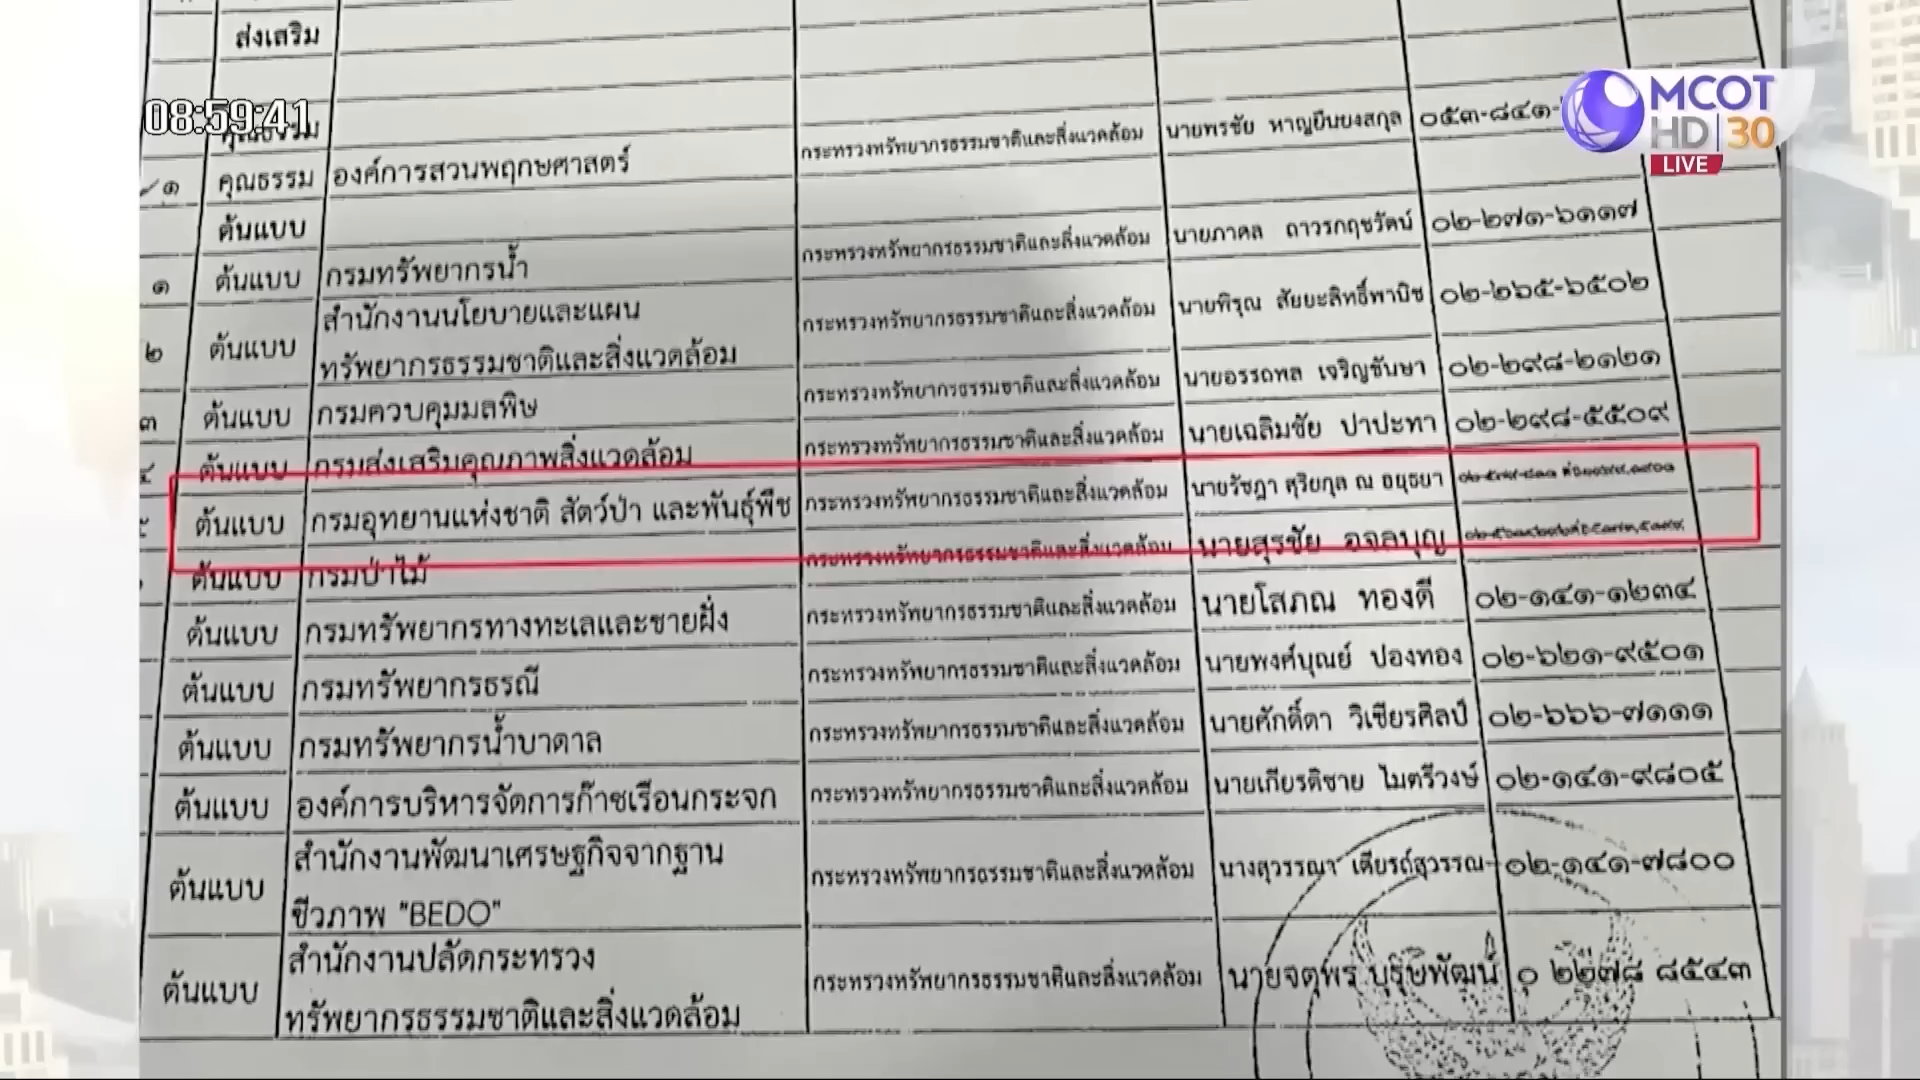 ส่งเสริม
08:59:41
MCOT
HD 30
LIVE
คุณธรรม
๑ คุณธรรม องค์การสวนพฤกษศาสตร์ กระทรวงทรัพยากรธรรมชาติและสิ่งแวดล้อม นายพรชัย หาญยืนยงสกุล ๐๕๓-๘๔๑-
ต้นแบบ
๑ ต้นแบบ กรมทรัพยากรน้ำ กระทรวงทรัพยากรธรรมชาติและสิ่งแวดล้อม นายภาดล ถาวรกฤชรัตน์ ๐๒-๒๗๑-๖๑๑๗
๒ ต้นแบบ สำนักงานนโยบายและแผน กระทรวงทรัพยากรธรรมชาติและสิ่งแวดล้อม นายพิรุณ สัยยะสิทธิ์พานิช ๐๒-๒๖๕-๖๕๐๒
ทรัพยากรธรรมชาติและสิ่งแวดล้อม
๓ ต้นแบบ กรมควบคุมมลพิษ กระทรวงทรัพยากรธรรมชาติและสิ่งแวดล้อม นายอรรถพล เจริญชันษา ๐๒-๒๙๘-๒๑๒๑
๔ ต้นแบบ กรมส่งเสริมคุณภาพสิ่งแวดล้อม กระทรวงทรัพยากรธรรมชาติและสิ่งแวดล้อม นายเฉลิมชัย ปาปะทา ๐๒-๒๙๘-๕๕๐๙
๕ ต้นแบบ กรมอุทยานแห่งชาติ สัตว์ป่า และพันธุ์พืช กระทรวงทรัพยากรธรรมชาติและสิ่งแวดล้อม นายรัชฎา สุริยกุล ณ อยุธยา
ต้นแบบ กรมป่าไม้ กระทรวงทรัพยากรธรรมชาติและสิ่งแวดล้อม นายสุรชัย อจลบุญ
ต้นแบบ กรมทรัพยากรทางทะเลและชายฝั่ง กระทรวงทรัพยากรธรรมชาติและสิ่งแวดล้อม นายโสภณ ทองดี ๐๒-๑๔๑-๑๒๓๔
ต้นแบบ กรมทรัพยากรธรณี กระทรวงทรัพยากรธรรมชาติและสิ่งแวดล้อม นายพงศ์บุณย์ ปองทอง ๐๒-๖๒๑-๙๕๐๑
ต้นแบบ กรมทรัพยากรน้ำบาดาล กระทรวงทรัพยากรธรรมชาติและสิ่งแวดล้อม นายศักดิ์ดา วิเชียรศิลป์ ๐๒-๖๖๖-๗๑๑๑
ต้นแบบ องค์การบริหารจัดการก๊าซเรือนกระจก กระทรวงทรัพยากรธรรมชาติและสิ่งแวดล้อม นายเกียรติชาย ไมตรีวงษ์ ๐๒-๑๔๑-๙๘๐๕
ต้นแบบ สำนักงานพัฒนาเศรษฐกิจจากฐาน กระทรวงทรัพยากรธรรมชาติและสิ่งแวดล้อม นางสุวรรณา เตียรถ์สุวรรณ ๐๒-๑๔๑-๗๘๐๐
ชีวภาพ "BEDO"
ต้นแบบ สำนักงานปลัดกระทรวง กระทรวงทรัพยากรธรรมชาติและสิ่งแวดล้อม นายจตุพร บุรุษพัฒน์ ๐ ๒๒๗๘ ๘๕๔๓
ทรัพยากรธรรมชาติและสิ่งแวดล้อม